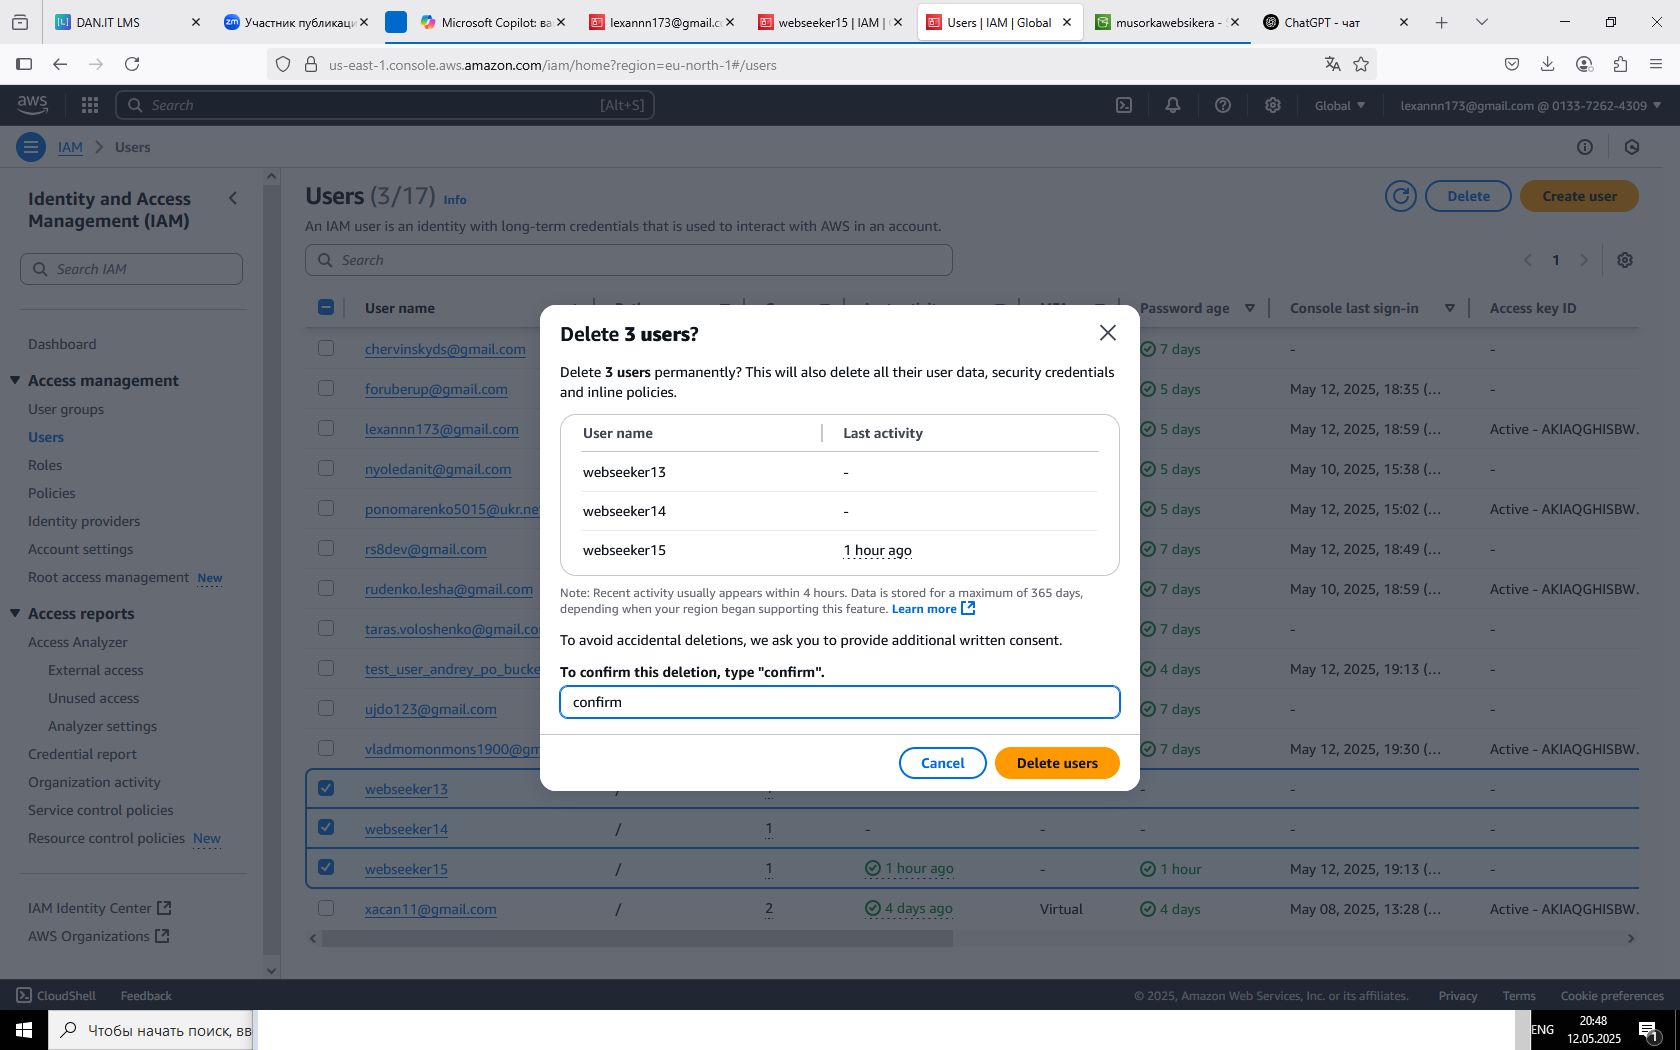 DAN.IT LMS
Участник публикаци
Microsoft Copilot: ва
lexannn173@gmail.c
webseeker15 | IAM |
Users | IAM | Global
musorkawebsikera -
ChatGPT - чат
us-east-1.console.aws.amazon.com/iam/home?region=eu-north-1#/users
aws
Search
[Alt+S]
Global
lexannn173@gmail.com @ 0133-7262-4309
IAM
Users
Identity and Access
Management (IAM)
Search IAM
Dashboard
Access management
User groups
Users
Roles
Policies
Identity providers
Account settings
Root access management New
Access reports
Access Analyzer
External access
Unused access
Analyzer settings
Credential report
Organization activity
Service control policies
Resource control policies New
IAM Identity Center
AWS Organizations
Users (3/17) Info
Delete
Create user
An IAM user is an identity with long-term credentials that is used to interact with AWS in an account.
Search
1
User name
Password age
Console last sign-in
Access key ID
chervinskyds@gmail.com 7 days - -
foruberup@gmail.com 5 days May 12, 2025, 18:35 (... -
lexannn173@gmail.com 5 days May 12, 2025, 18:59 (... Active - AKIAQGHISBW.
nyoledanit@gmail.com 5 days May 10, 2025, 15:38 (... -
ponomarenko5015@ukr.ne 5 days May 12, 2025, 15:02 (... Active - AKIAQGHISBW.
rs8dev@gmail.com 7 days May 12, 2025, 18:49 (... -
rudenko.lesha@gmail.com 7 days May 10, 2025, 18:59 (... Active - AKIAQGHISBW.
taras.voloshenko@gmail.co 7 days - -
test_user_andrey_po_bucke 4 days May 12, 2025, 19:13 (... -
ujdo123@gmail.com 7 days - -
vladmomonmons1900@gm 7 days May 12, 2025, 19:30 (... Active - AKIAQGHISBW.
webseeker13 / - - -
webseeker14 / 1 - - - - -
webseeker15 / 1 1 hour ago - 1 hour May 12, 2025, 19:13 (... -
xacan11@gmail.com / 2 4 days ago Virtual 4 days May 08, 2025, 13:28 (... Active - AKIAQGHISBW.
Delete 3 users?
Delete 3 users permanently? This will also delete all their user data, security credentials
and inline policies.
User name Last activity
webseeker13 -
webseeker14 -
webseeker15 1 hour ago
Note: Recent activity usually appears within 4 hours. Data is stored for a maximum of 365 days,
depending when your region began supporting this feature. Learn more
To avoid accidental deletions, we ask you to provide additional written consent.
To confirm this deletion, type "confirm".
confirm
Cancel
Delete users
CloudShell
Feedback
© 2025, Amazon Web Services, Inc. or its affiliates.
Privacy
Terms
Cookie preferences
Чтобы начать поиск, вв
ENG
20:48
12.05.2025
1